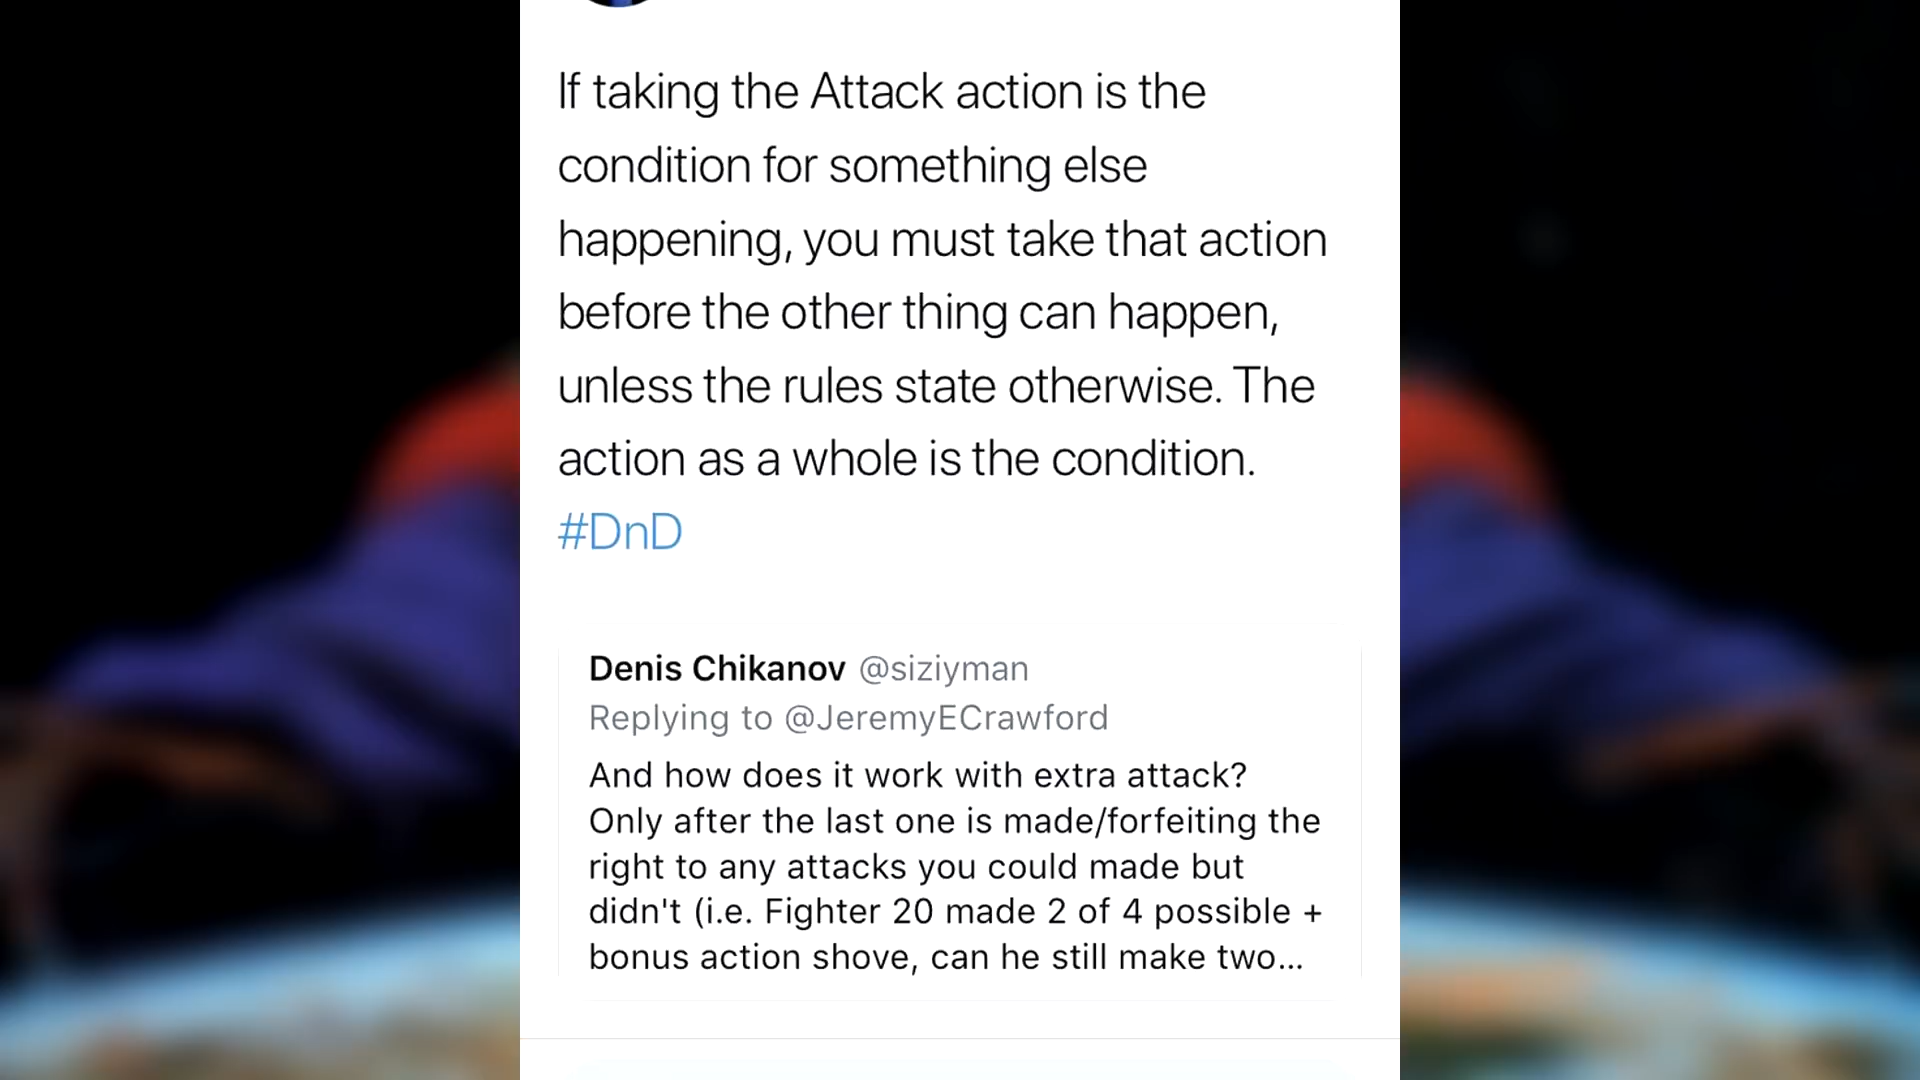 If taking the Attack action is the
condition for something else
happening, you must take that action
before the other thing can happen,
unless the rules state otherwise. The
action as a whole is the condition.
#DnD
Denis Chikanov @siziyman
Replying to @JeremyECrawford
And how does it work with extra attack?
Only after the last one is made/forfeiting the
right to any attacks you could made but
didn't (i.e. Fighter 20 made 2 of 4 possible +
bonus action shove, can he still make two...